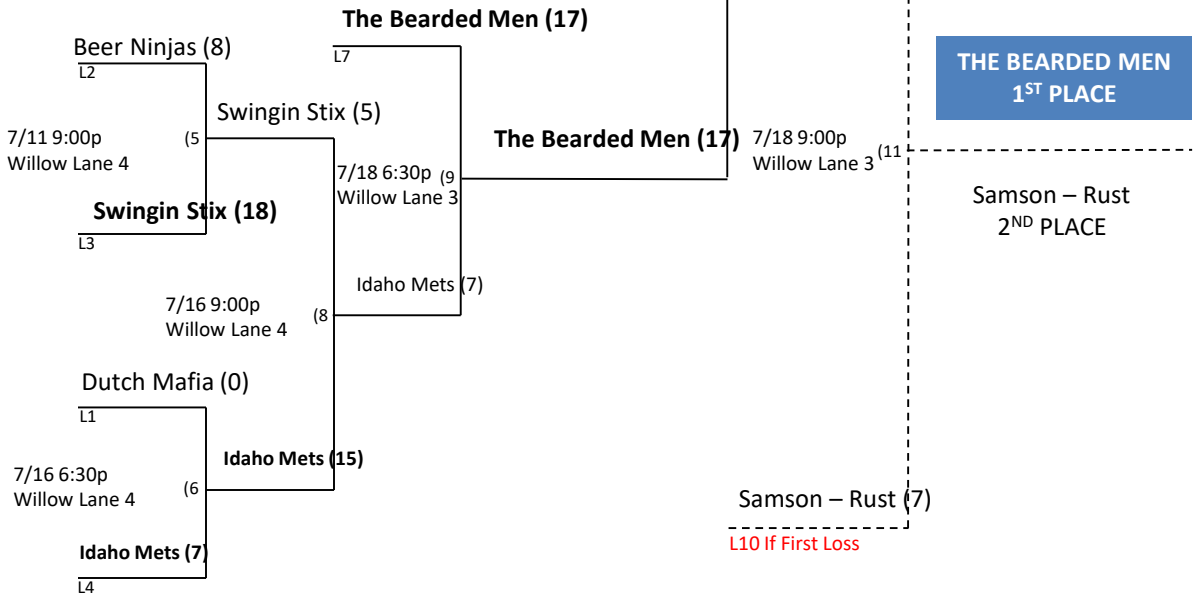 The Bearded Men (17)
L7
Beer Ninjas (8)
L2
THE BEARDED MEN
1ST PLACE
Swingin Stix (5)
7/11 9:00p
Willow Lane 4
(5
The Bearded Men (17)
7/18 9:00p
Willow Lane 3
(11
7/18 6:30p
Willow Lane 3
(9
Samson – Rust
2ND PLACE
Swingin Stix (18)
L3
Idaho Mets (7)
7/16 9:00p
Willow Lane 4
(8
Dutch Mafia (0)
L1
Idaho Mets (15)
7/16 6:30p
Willow Lane 4
(6
Samson – Rust (7)
L10 If First Loss
Idaho Mets (7)
L4